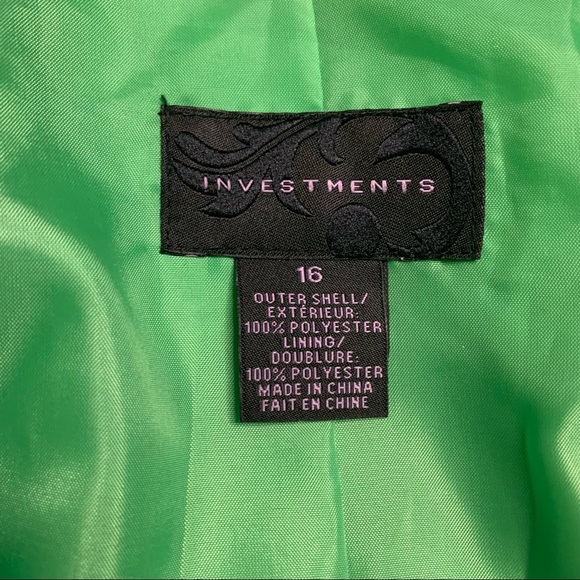 INVESTMENTS
16
OUTER SHELL/
EXTÉRIEUR:
100% POLYESTER
LINING/
DOUBLURE:
100% POLYESTER
MADE IN CHINA
FAIT EN CHINE